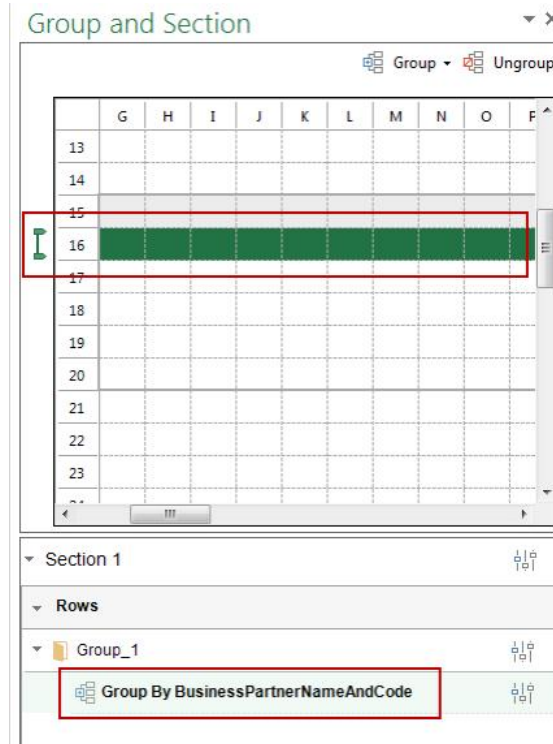 Group and Section
Group Ungroup
G H I J K L M N O P
13
14
15
16
17
18
19
20
21
22
23
Section 1
Rows
Group_1
Group By BusinessPartnerNameAndCode